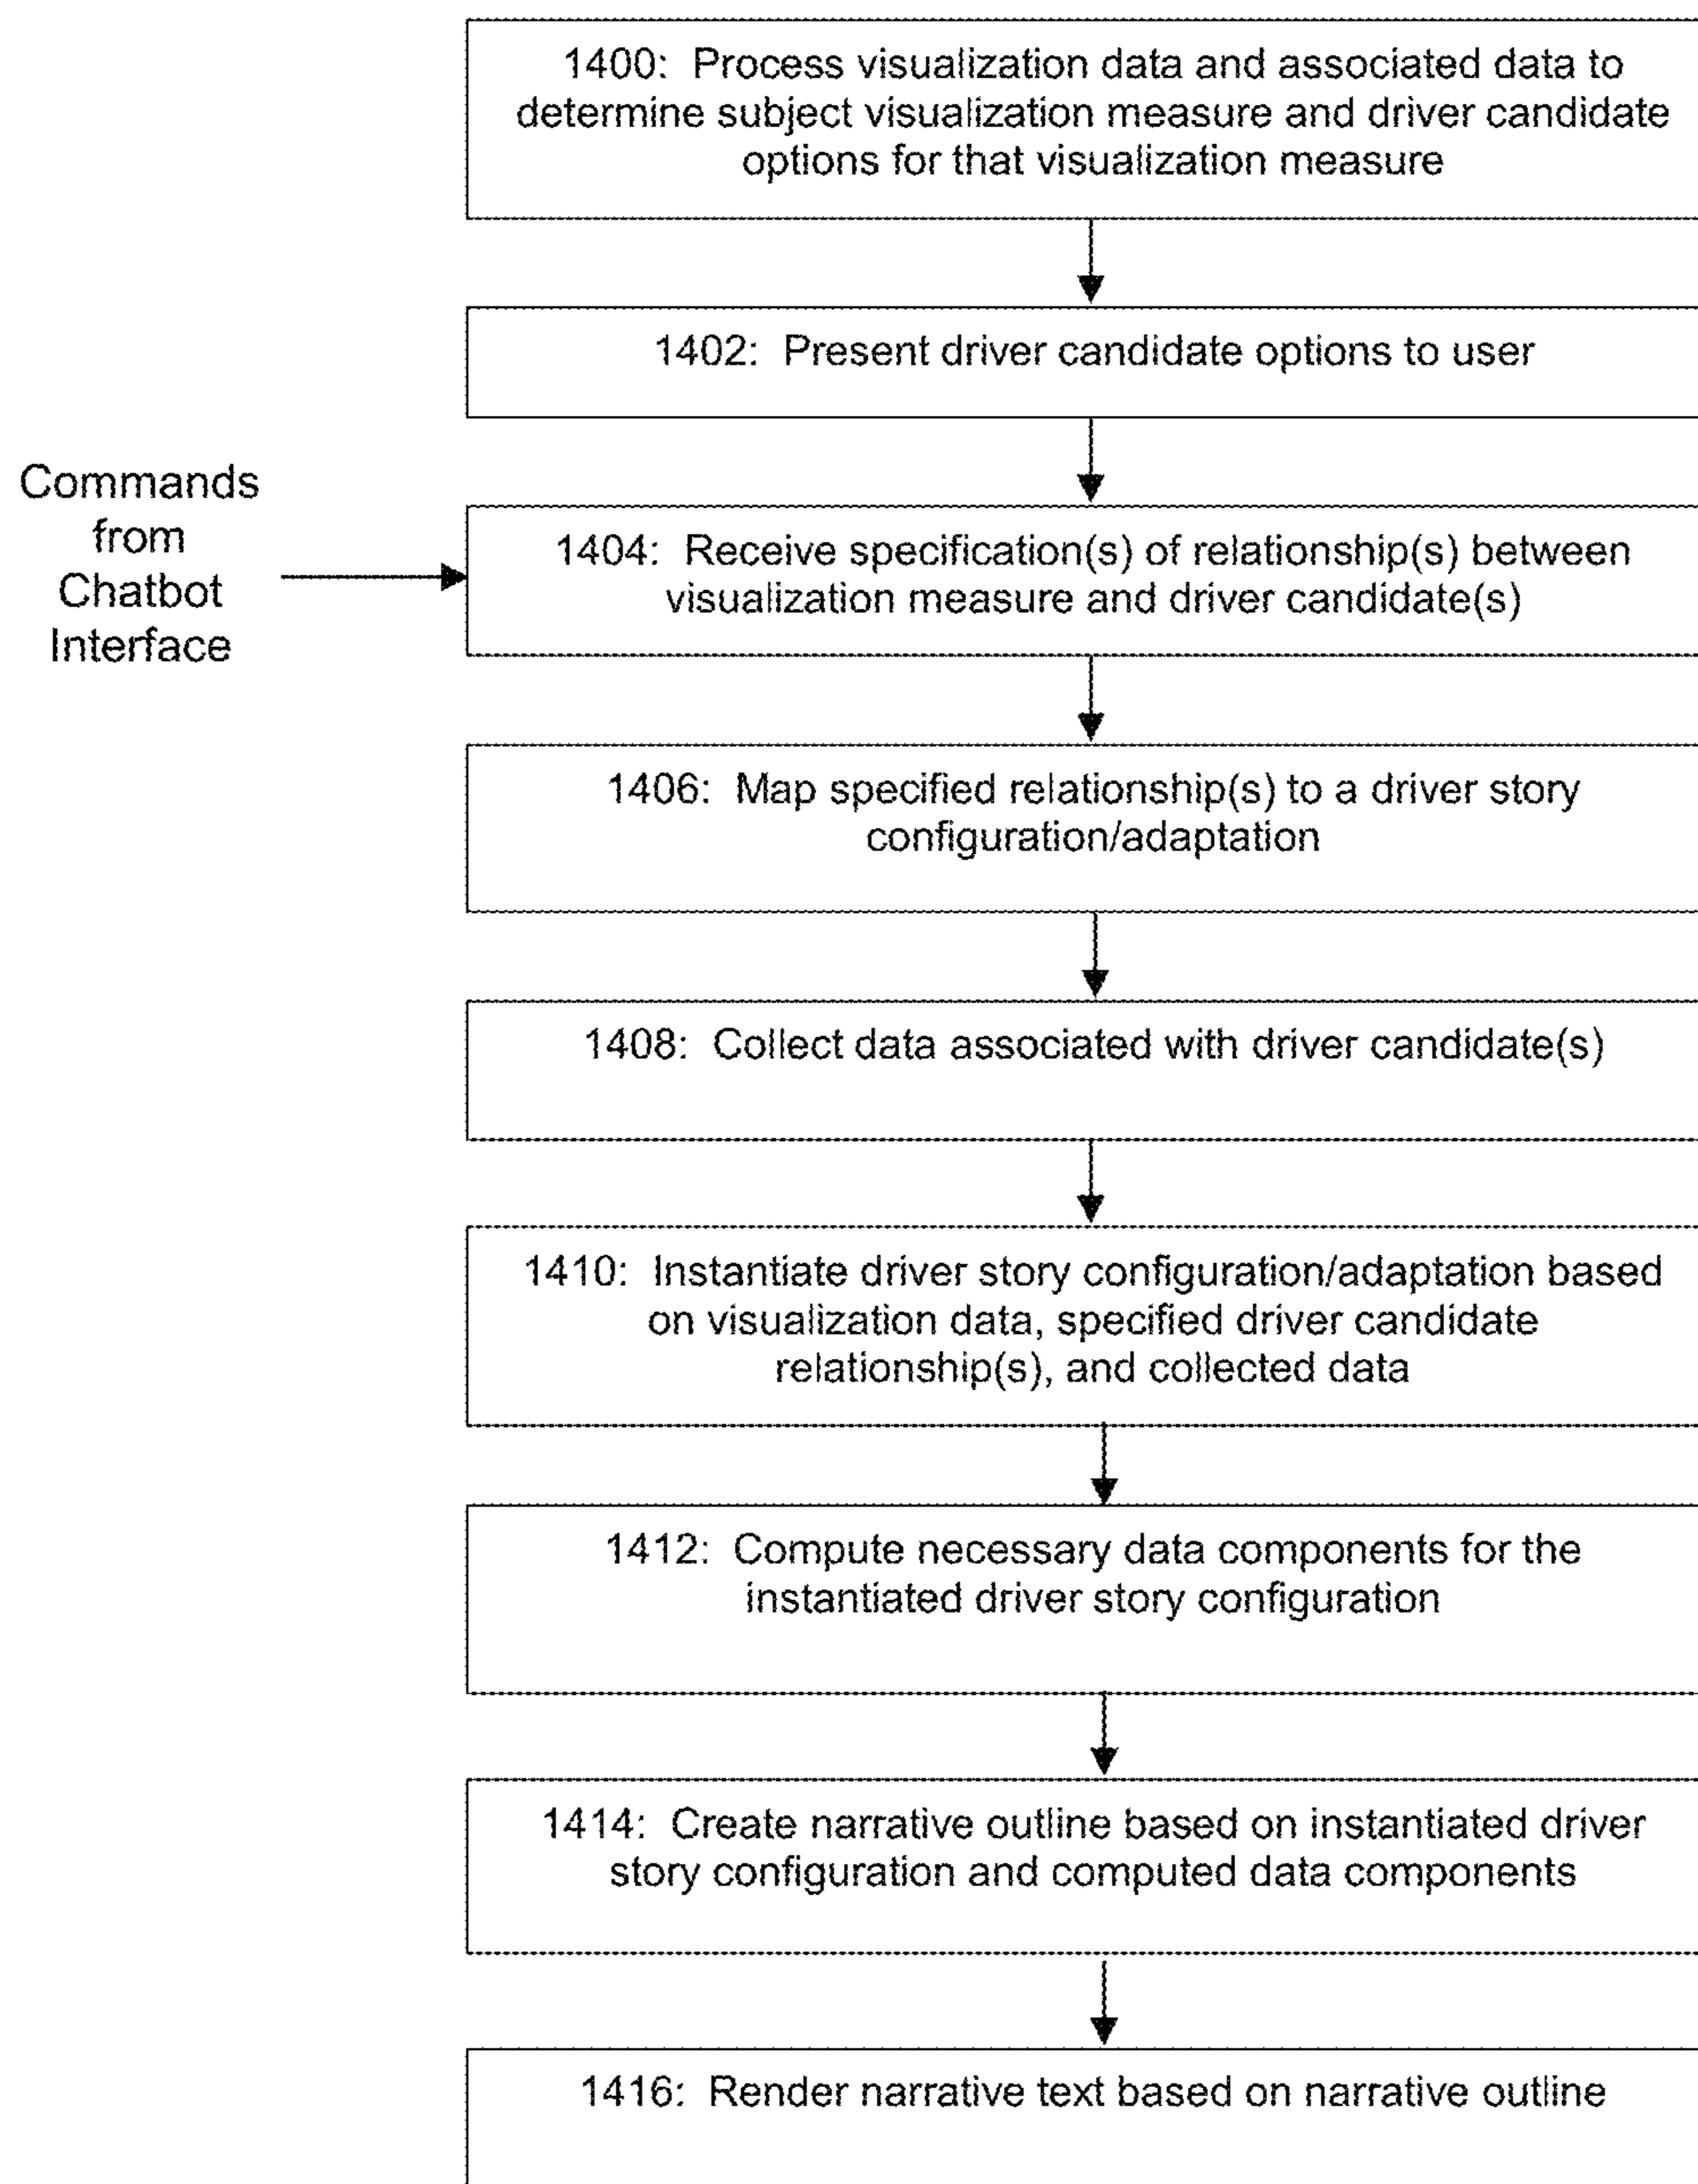 1400: Process visualization data and associated data to
determine subject visualization measure and driver candidate
options for that visualization measure
1402: Present driver candidate options to user
Commands
from
Chatbot
Interface
1404: Receive specification(s) of relationship(s) between
visualization measure and driver candidate(s)
1406: Map specified relationship(s) to a driver story
configuration/adaptation
1408: Collect data associated with driver candidate(s)
1410: Instantiate driver story configuration/adaptation based
on visualization data, specified driver candidate
relationship(s), and collected data
1412: Compute necessary data components for the
instantiated driver story configuration
1414: Create narrative outline based on instantiated driver
story configuration and computed data components
1416: Render narrative text based on narrative outline